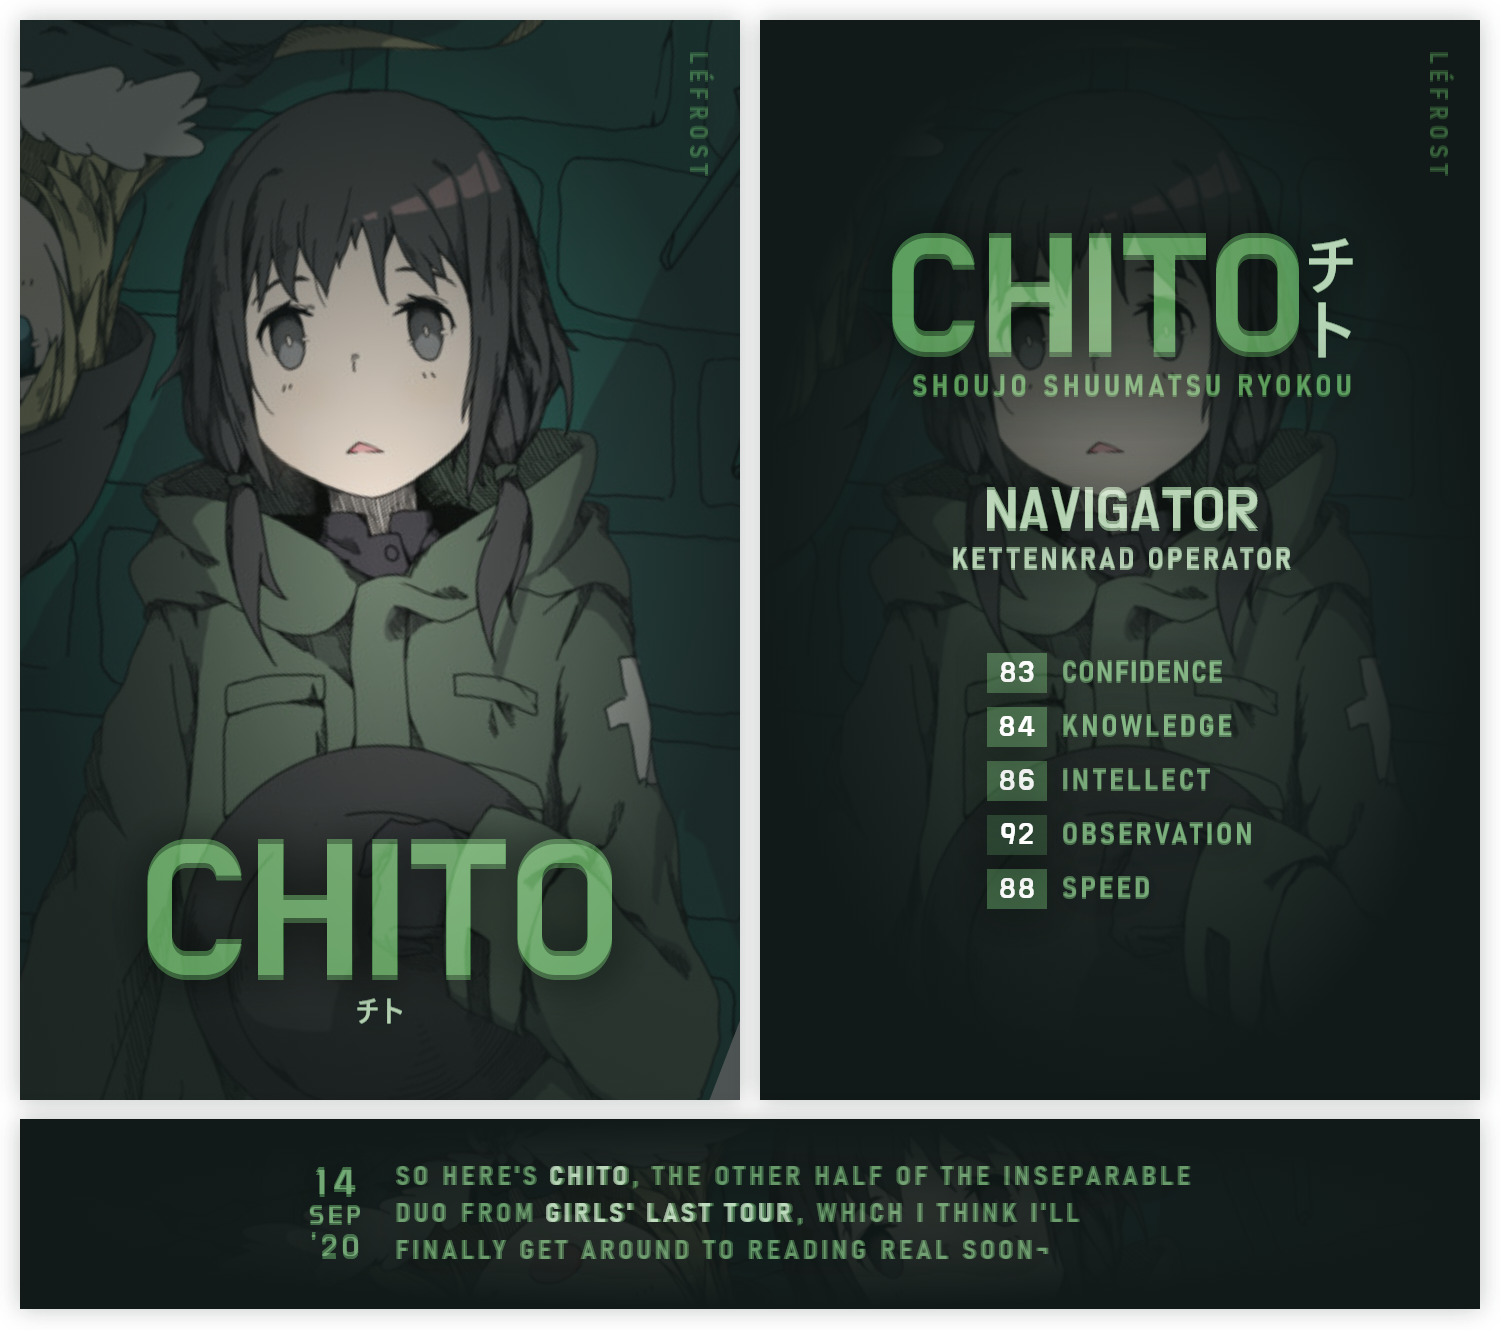 LÉFROST
CHITO
チト
LÉFROST
CHITO
チト
SHOUJO SHUUMATSU RYOKOU
NAVIGATOR
KETTENKRAD OPERATOR
83 CONFIDENCE
84 KNOWLEDGE
86 INTELLECT
92 OBSERVATION
88 SPEED
14
SEP
'20
SO HERE'S CHITO, THE OTHER HALF OF THE INSEPARABLE
DUO FROM GIRLS' LAST TOUR, WHICH I THINK I'LL
FINALLY GET AROUND TO READING REAL SOON¬